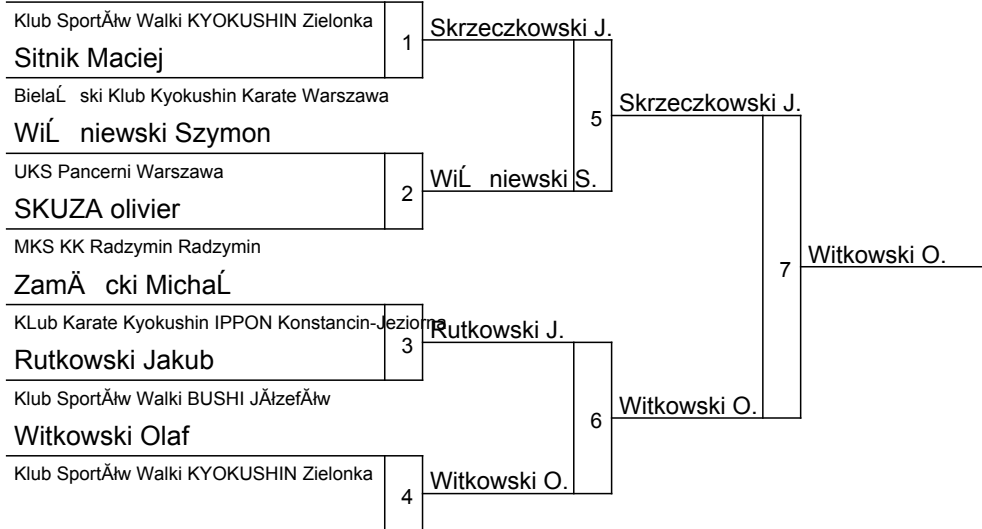 Klub SportĂłw Walki KYOKUSHIN Zielonka
1
Skrzeczkowski J.
Sitnik Maciej
BielaĹ ski Klub Kyokushin Karate Warszawa
5
Skrzeczkowski J.
WiĹ niewski Szymon
UKS Pancerni Warszawa
2
WiĹ niewski S.
SKUZA olivier
MKS KK Radzymin Radzymin
7
Witkowski O.
ZamÄ cki MichaĹ
KLub Karate Kyokushin IPPON Konstancin-Jeziorna
3
Rutkowski J.
Rutkowski Jakub
Klub SportĂłw Walki BUSHI JĂłzefĂłw
6
Witkowski O.
Witkowski Olaf
Klub SportĂłw Walki KYOKUSHIN Zielonka
4
Witkowski O.